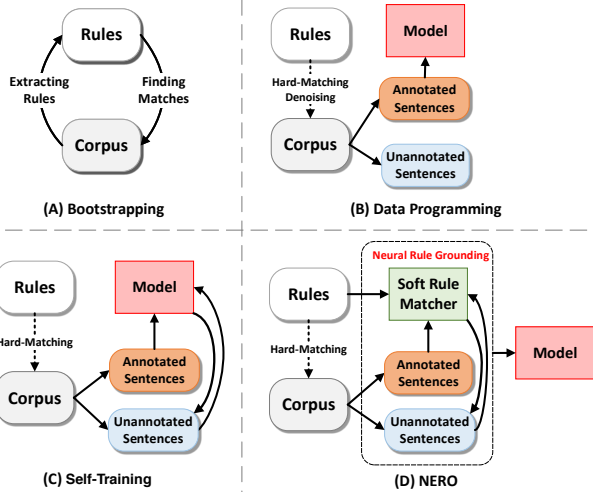 Rules
Extracting
Rules
Finding
Matches
Corpus
(A) Bootstrapping
Rules
Model
Hard-Matching
Denoising
Annotated
Sentences
Corpus
Unannotated
Sentences
(B) Data Programming
Rules
Model
Hard-Matching
Annotated
Sentences
Corpus
Unannotated
Sentences
(C) Self-Training
Neural Rule Grounding
Rules
Soft Rule
Matcher
Hard-Matching
Model
Annotated
Sentences
Corpus
Unannotated
Sentences
(D) NERO